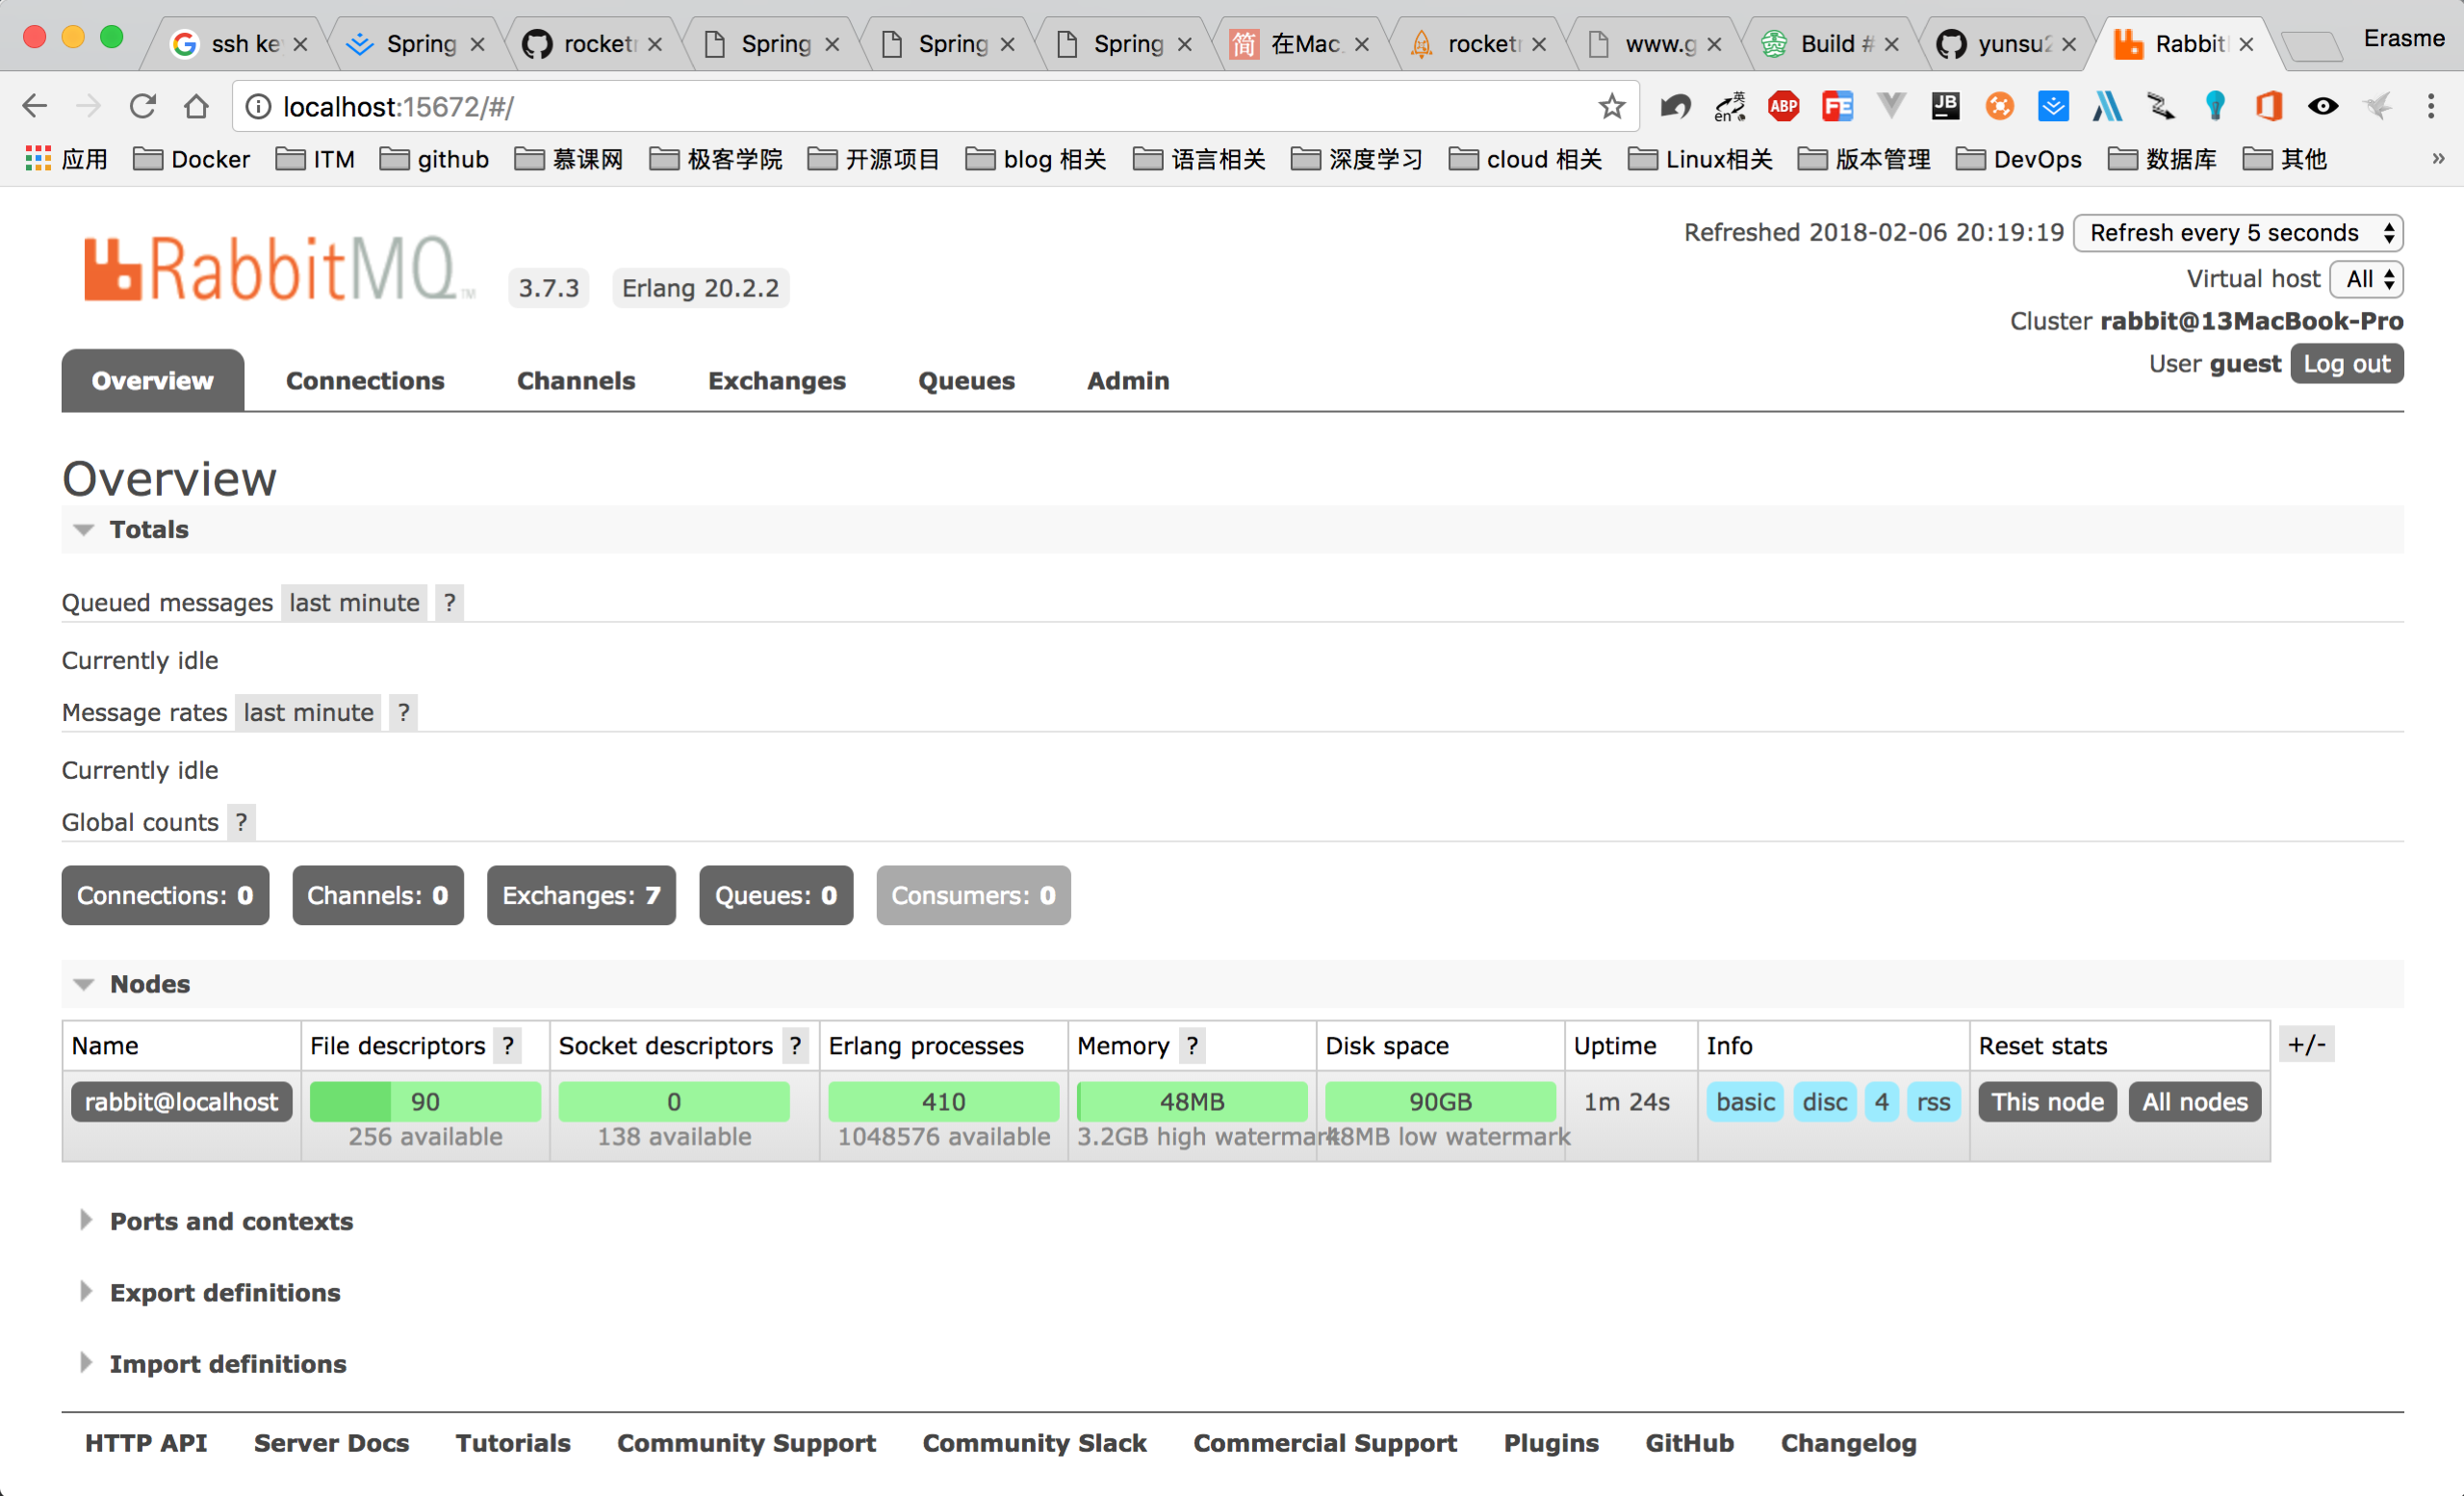 ssh ke Spring rocketr Spring Spring Spring 在Mac rocketr www.g Build # yunsu2 Rabbit Erasme
localhost:15672/#/
应用 Docker ITM github 慕课网 极客学院 开源项目 blog 相关 语言相关 深度学习 cloud 相关 Linux相关 版本管理 DevOps 数据库 其他 »
RabbitMQ™ 3.7.3 Erlang 20.2.2
Refreshed 2018-02-06 20:19:19 Refresh every 5 seconds
Virtual host All
Cluster rabbit@13MacBook-Pro
User guest Log out
Overview Connections Channels Exchanges Queues Admin
Overview
Totals
Queued messages last minute ?
Currently idle
Message rates last minute ?
Currently idle
Global counts ?
Connections: 0 Channels: 0 Exchanges: 7 Queues: 0 Consumers: 0
Nodes
Name File descriptors ? Socket descriptors ? Erlang processes Memory ? Disk space Uptime Info Reset stats +/-
rabbit@localhost 90 0 410 48MB 90GB 1m 24s basic disc 4 rss This node All nodes
256 available 138 available 1048576 available 3.2GB high watermark 48MB low watermark
Ports and contexts
Export definitions
Import definitions
HTTP API Server Docs Tutorials Community Support Community Slack Commercial Support Plugins GitHub Changelog